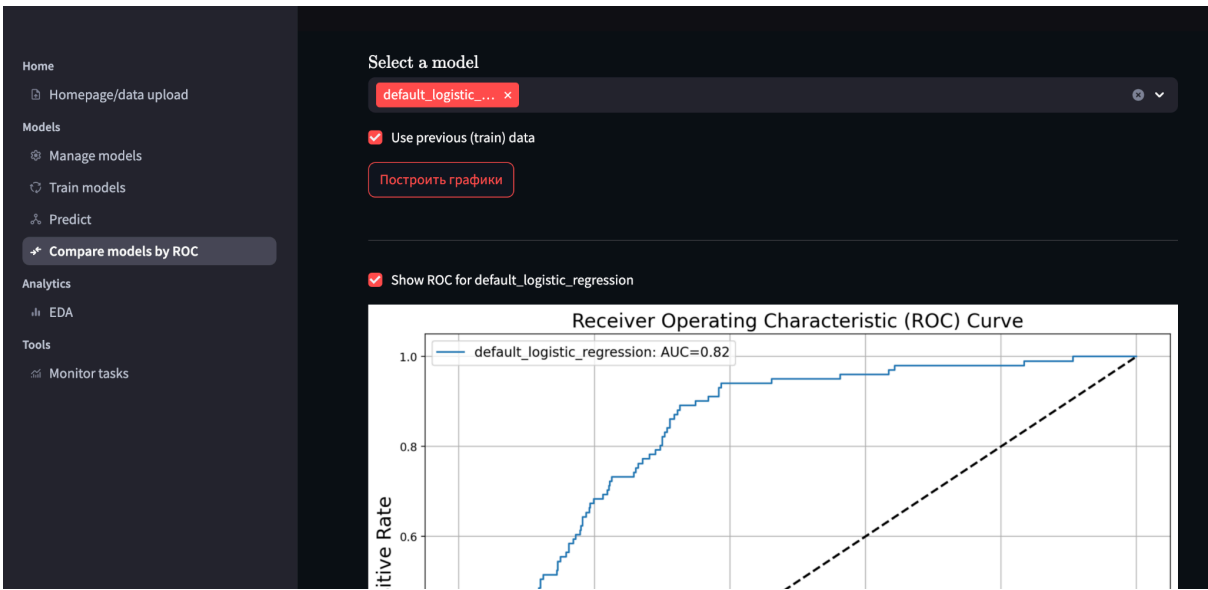 Home
Homepage/data upload
Models
Manage models
Train models
Predict
Compare models by ROC
Analytics
EDA
Tools
Monitor tasks
Select a model
default_logistic_... ×
Use previous (train) data
Построить графики
Show ROC for default_logistic_regression
Receiver Operating Characteristic (ROC) Curve
default_logistic_regression: AUC=0.82
1.0
0.8
0.6
itive Rate